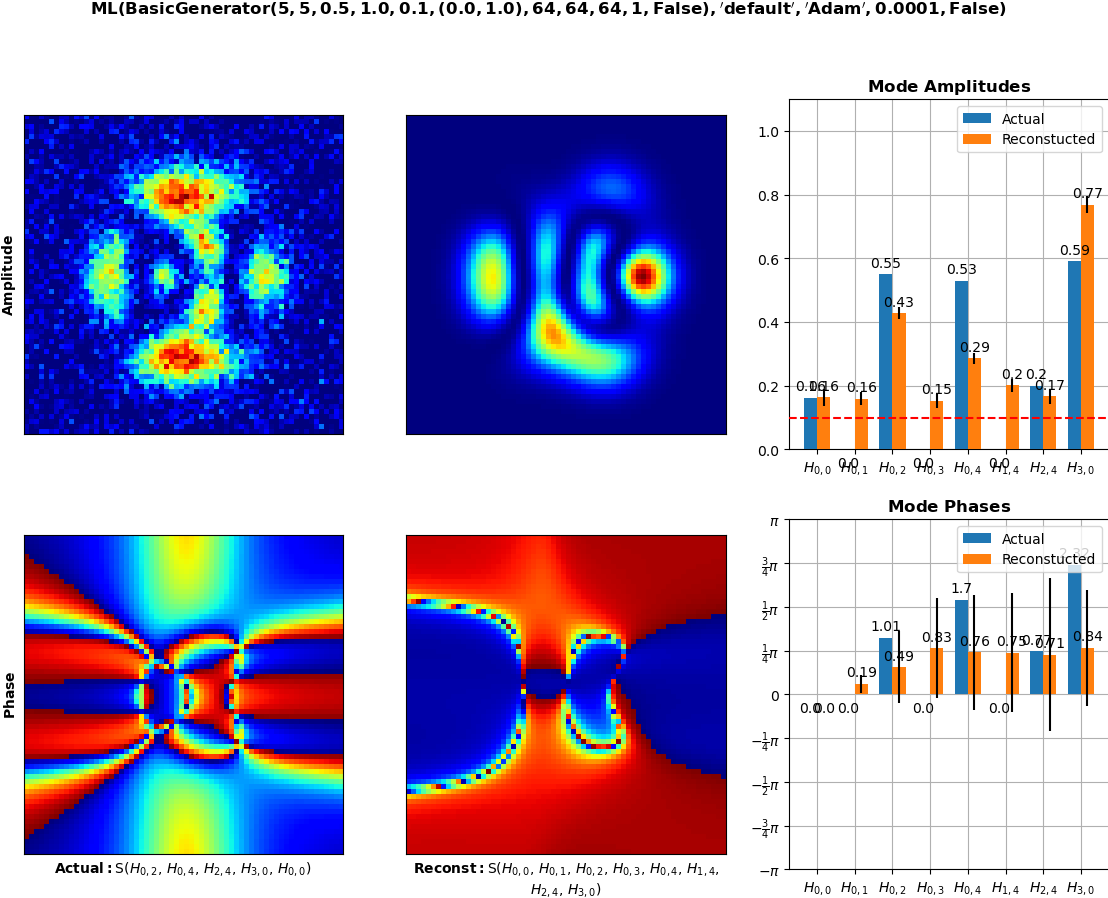 ML(BasicGenerator(5, 5, 0.5, 1.0, 0.1, (0.0, 1.0), 64, 64, 64, 1, False), 'default', 'Adam', 0.0001, False)
Amplitude
Mode Amplitudes
Actual
Reconstucted
1.0
0.8
0.6
0.4
0.2
0.0
0.16
0.16
0.0
0.16
0.55
0.43
0.0
0.15
0.53
0.29
0.0
0.2
0.2
0.17
0.59
0.77
H0,0 H0,1 H0,2 H0,3 H0,4 H1,4 H2,4 H3,0
Phase
Mode Phases
Actual
Reconstucted
π
3/4π
1/2π
1/4π
0
−1/4π
−1/2π
−3/4π
−π
0.0
0.0
0.0
0.19
1.01
0.49
0.0
0.83
1.7
0.76
0.0
0.75
0.77
0.71
2.32
0.84
H0,0 H0,1 H0,2 H0,3 H0,4 H1,4 H2,4 H3,0
Actual: S(H0,2, H0,4, H2,4, H3,0, H0,0)
Reconst: S(H0,0, H0,1, H0,2, H0,3, H0,4, H1,4,
H2,4, H3,0)